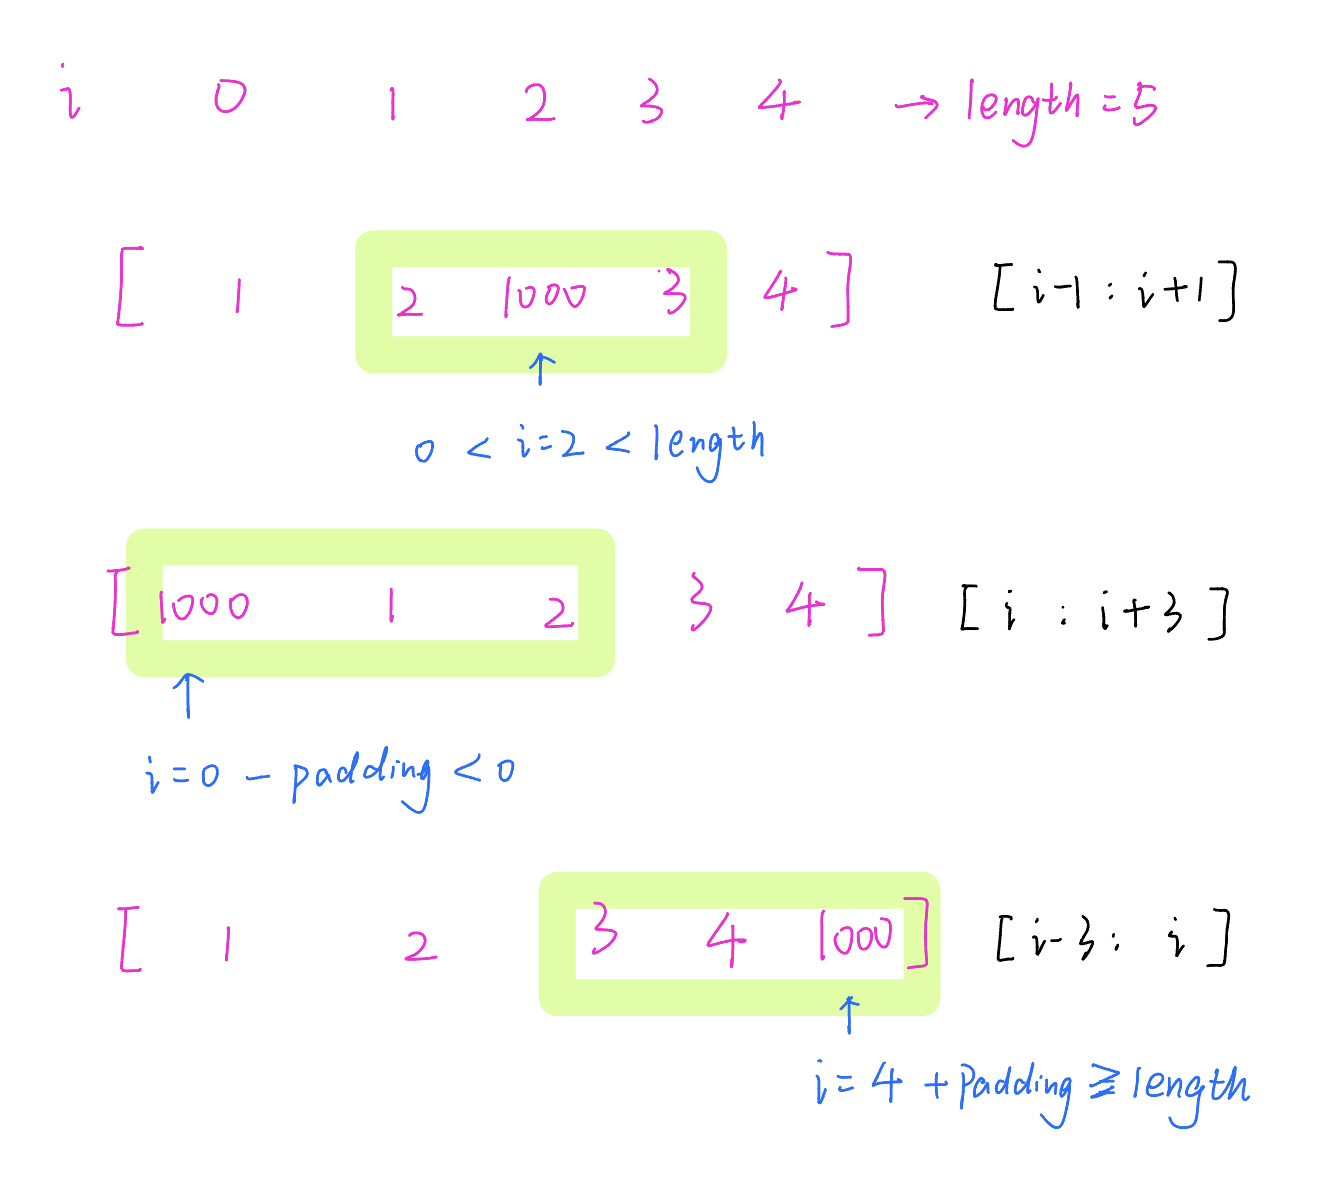 i 0 1 2 3 4 → length = 5
[ 1 2 1000 3 4 ] [ i-1 : i+1 ]
↑
0 < i=2 < length
[ 1000 1 2 3 4 ] [ i : i+3 ]
↑
i=0 - padding < 0
[ 1 2 3 4 1000 ] [ i-3 : i ]
↑
i= 4 + padding ≧ length